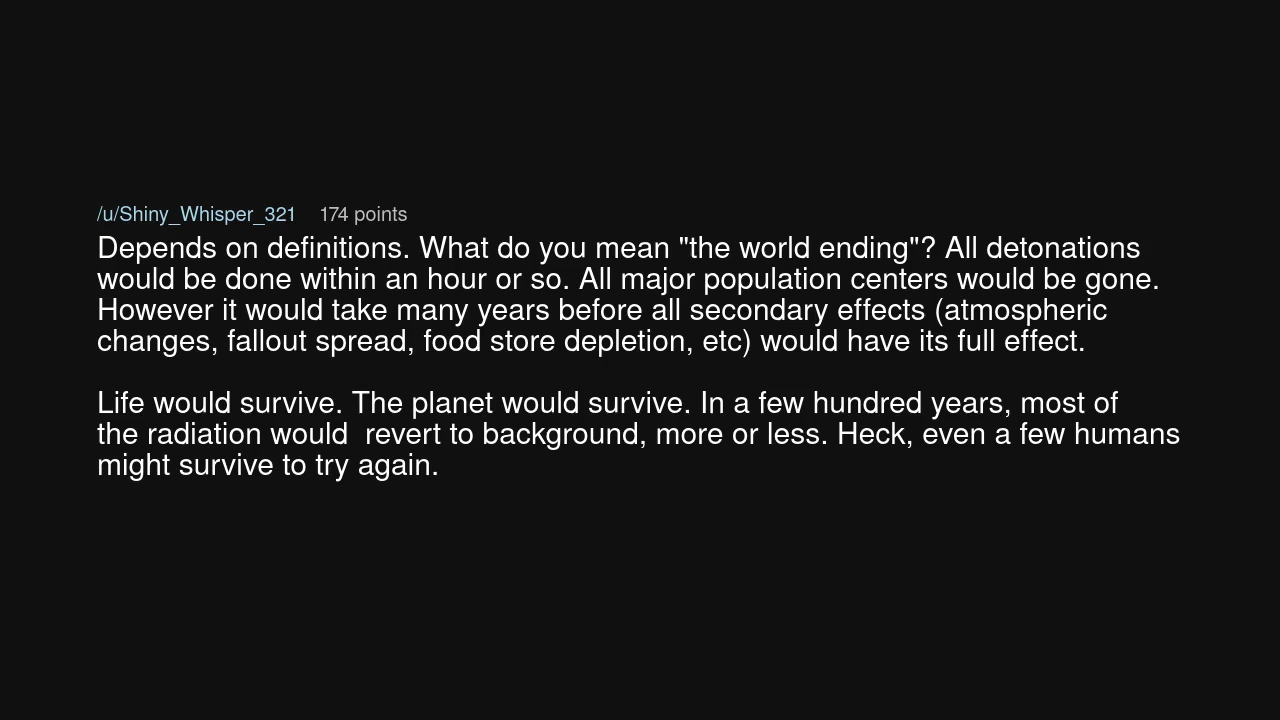 /u/Shiny_Whisper_321 174 points
Depends on definitions. What do you mean "the world ending"? All detonations
would be done within an hour or so. All major population centers would be gone.
However it would take many years before all secondary effects (atmospheric
changes, fallout spread, food store depletion, etc) would have its full effect.
Life would survive. The planet would survive. In a few hundred years, most of
the radiation would  revert to background, more or less. Heck, even a few humans
might survive to try again.